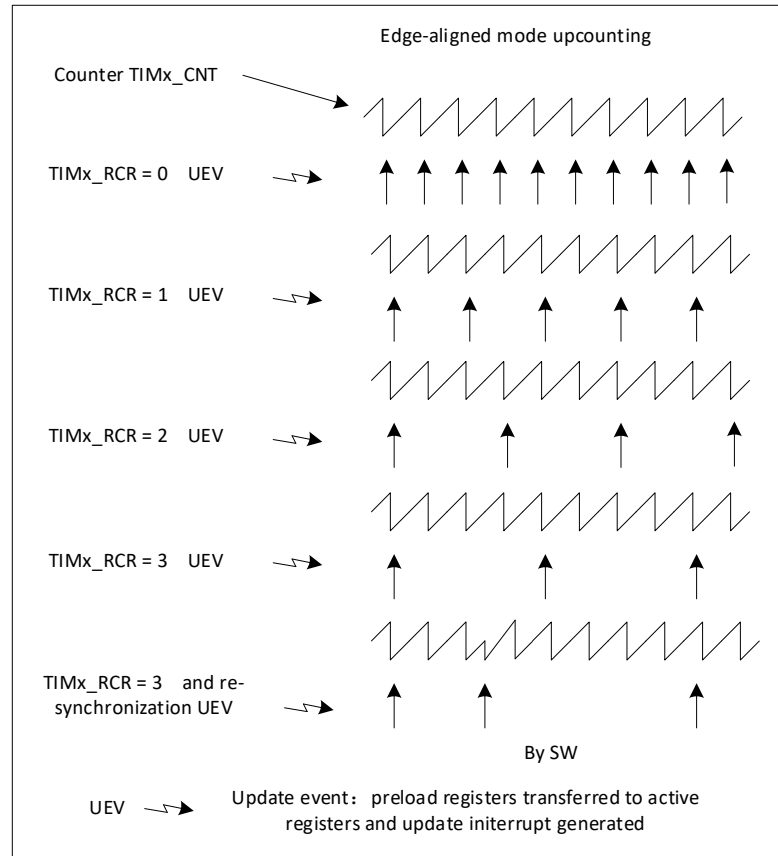 Edge-aligned mode upcounting
Counter TIMx_CNT
TIMx_RCR = 0 UEV
TIMx_RCR = 1 UEV
TIMx_RCR = 2 UEV
TIMx_RCR = 3 UEV
TIMx_RCR = 3 and re-
synchronization UEV
By SW
UEV
Update event：preload registers transferred to active
registers and update initerrupt generated